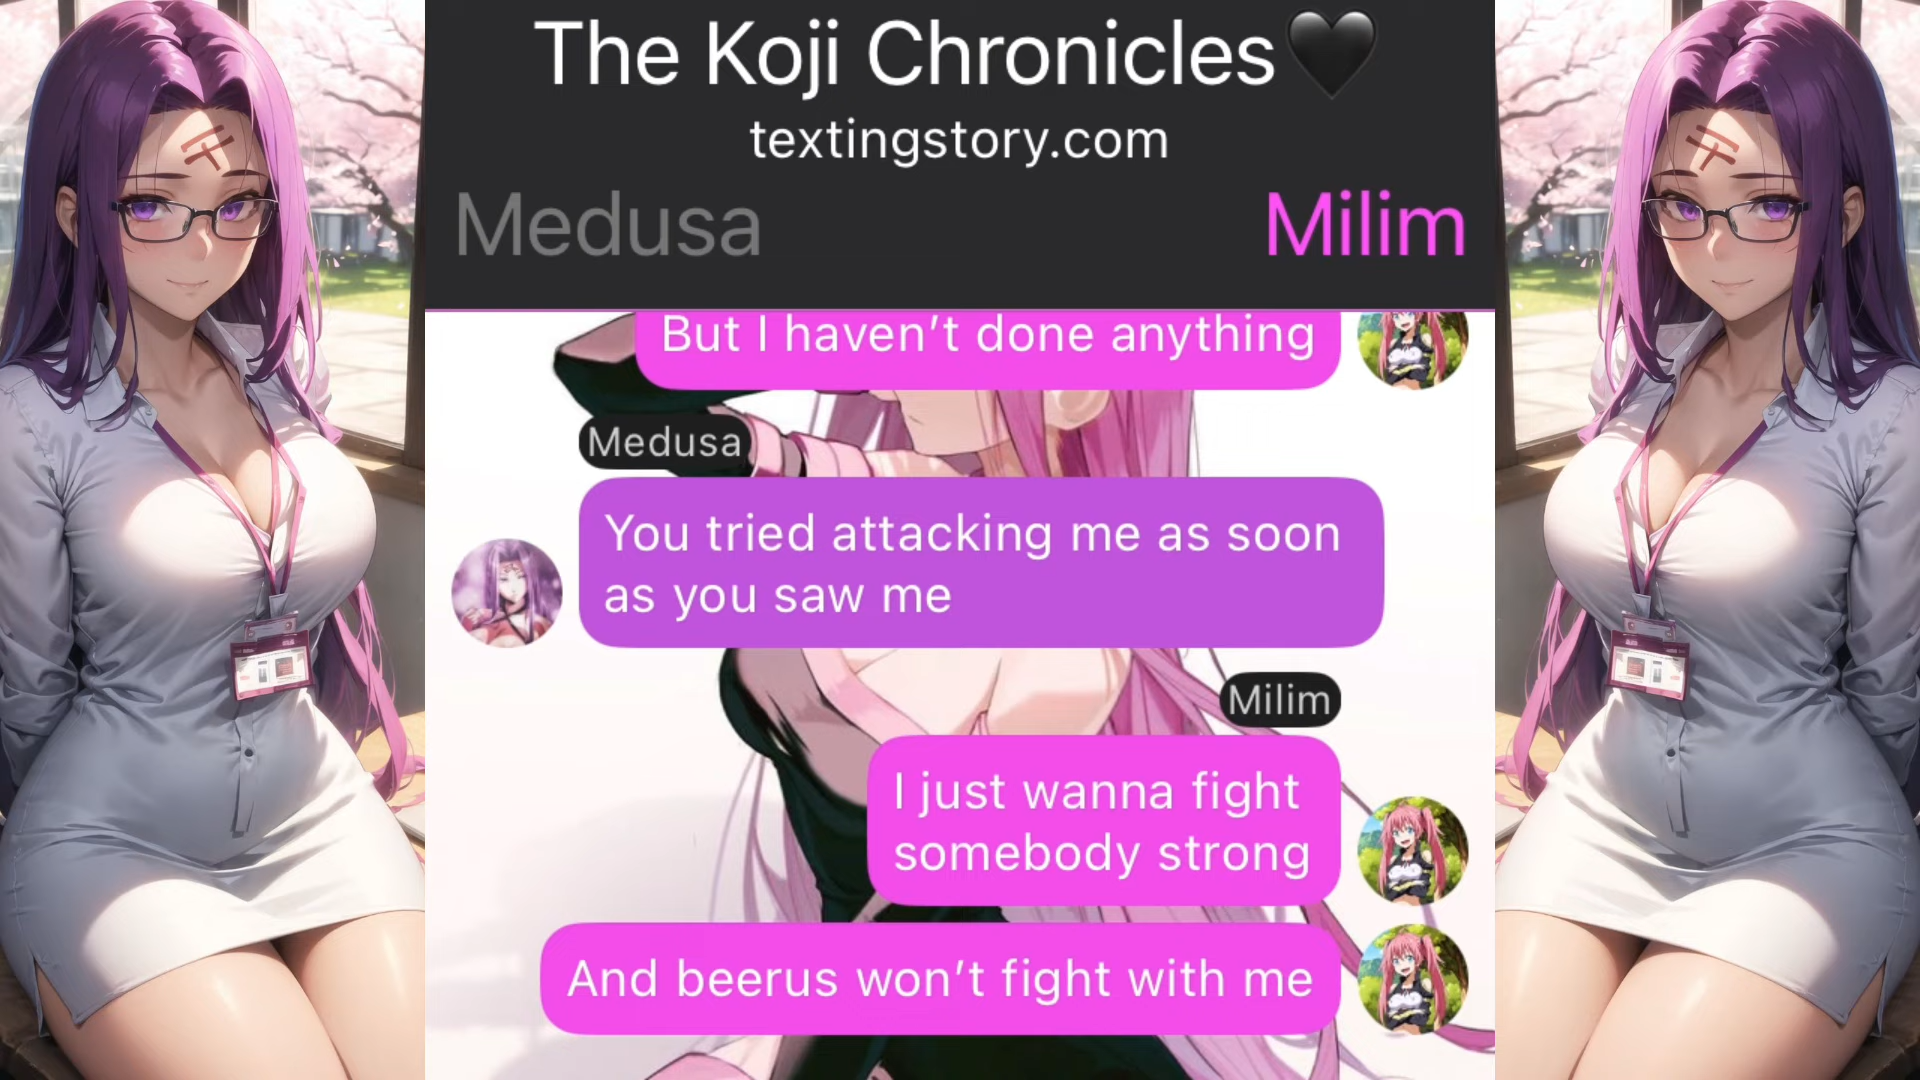 The Koji Chronicles🖤
textingstory.com
Medusa
Milim
But I haven’t done anything
Medusa
You tried attacking me as soon
as you saw me
Milim
I just wanna fight
somebody strong
And beerus won’t fight with me